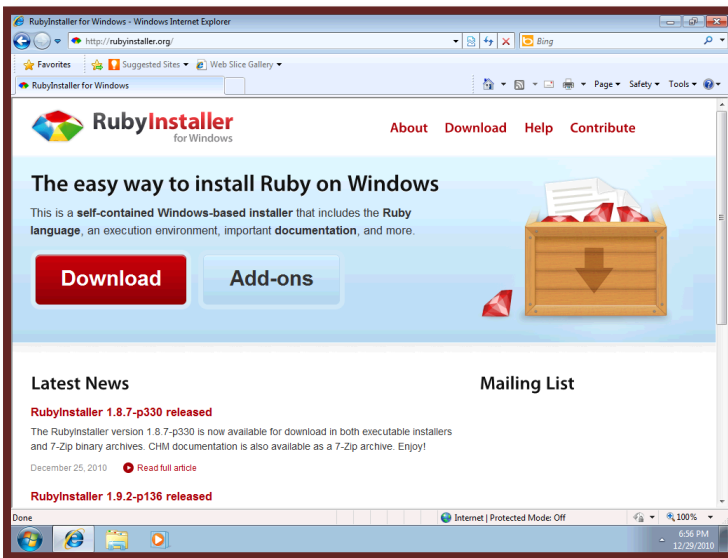 RubyInstaller for Windows - Windows Internet Explorer
http://rubyinstaller.org/
Bing
Favorites Suggested Sites Web Slice Gallery
RubyInstaller for Windows
Page Safety Tools
RubyInstaller
for Windows
About Download Help Contribute
The easy way to install Ruby on Windows
This is a self-contained Windows-based installer that includes the Ruby
language, an execution environment, important documentation, and more.
Download Add-ons
Latest News
Mailing List
RubyInstaller 1.8.7-p330 released
The RubyInstaller version 1.8.7-p330 is now available for download in both executable installers
and 7-Zip binary archives. CHM documentation is also available as a 7-Zip archive. Enjoy!
December 25, 2010 Read full article
RubyInstaller 1.9.2-p136 released
Done Internet | Protected Mode: Off 100%
6:56 PM
12/29/2010